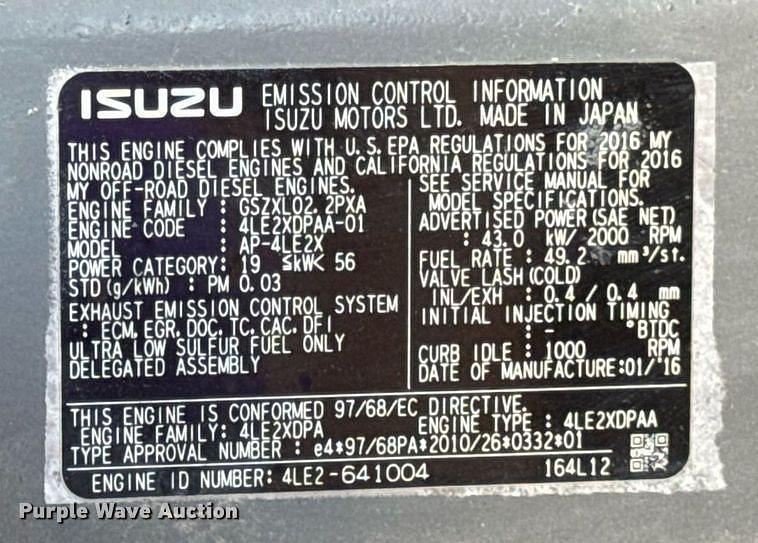 ISUZU EMISSION CONTROL INFORMATION
ISUZU MOTORS LTD. MADE IN JAPAN
THIS ENGINE COMPLIES WITH U.S. EPA REGULATIONS FOR 2016 MY
NONROAD DIESEL ENGINES AND CALIFORNIA REGULATIONS FOR 2016
MY OFF-ROAD DIESEL ENGINES.
ENGINE FAMILY : GSZXL02.2PXA
ENGINE CODE : 4LE2XDPAA-01
MODEL : AP-4LE2X
POWER CATEGORY: 19 ≦kW< 56
STD (g/kWh) : PM 0.03
EXHAUST EMISSION CONTROL SYSTEM
: ECM, EGR, DOC, TC, CAC, DFI
ULTRA LOW SULFUR FUEL ONLY
DELEGATED ASSEMBLY
SEE SERVICE MANUAL FOR
MODEL SPECIFICATIONS.
ADVERTISED POWER(SAE NET)
: 43.0 kW/ 2000 RPM
FUEL RATE : 49.2 mm³/st.
VALVE LASH(COLD)
INL/EXH : 0.4 / 0.4 mm
INITIAL INJECTION TIMING
: - °BTDC
CURB IDLE : 1000 RPM
DATE OF MANUFACTURE:01/'16
THIS ENGINE IS CONFORMED 97/68/EC DIRECTIVE.
ENGINE FAMILY: 4LE2XDPA ENGINE TYPE : 4LE2XDPAA
TYPE APPROVAL NUMBER : e4*97/68PA*2010/26*0332*01
ENGINE ID NUMBER: 4LE2-641004 164L12
Purple Wave Auction